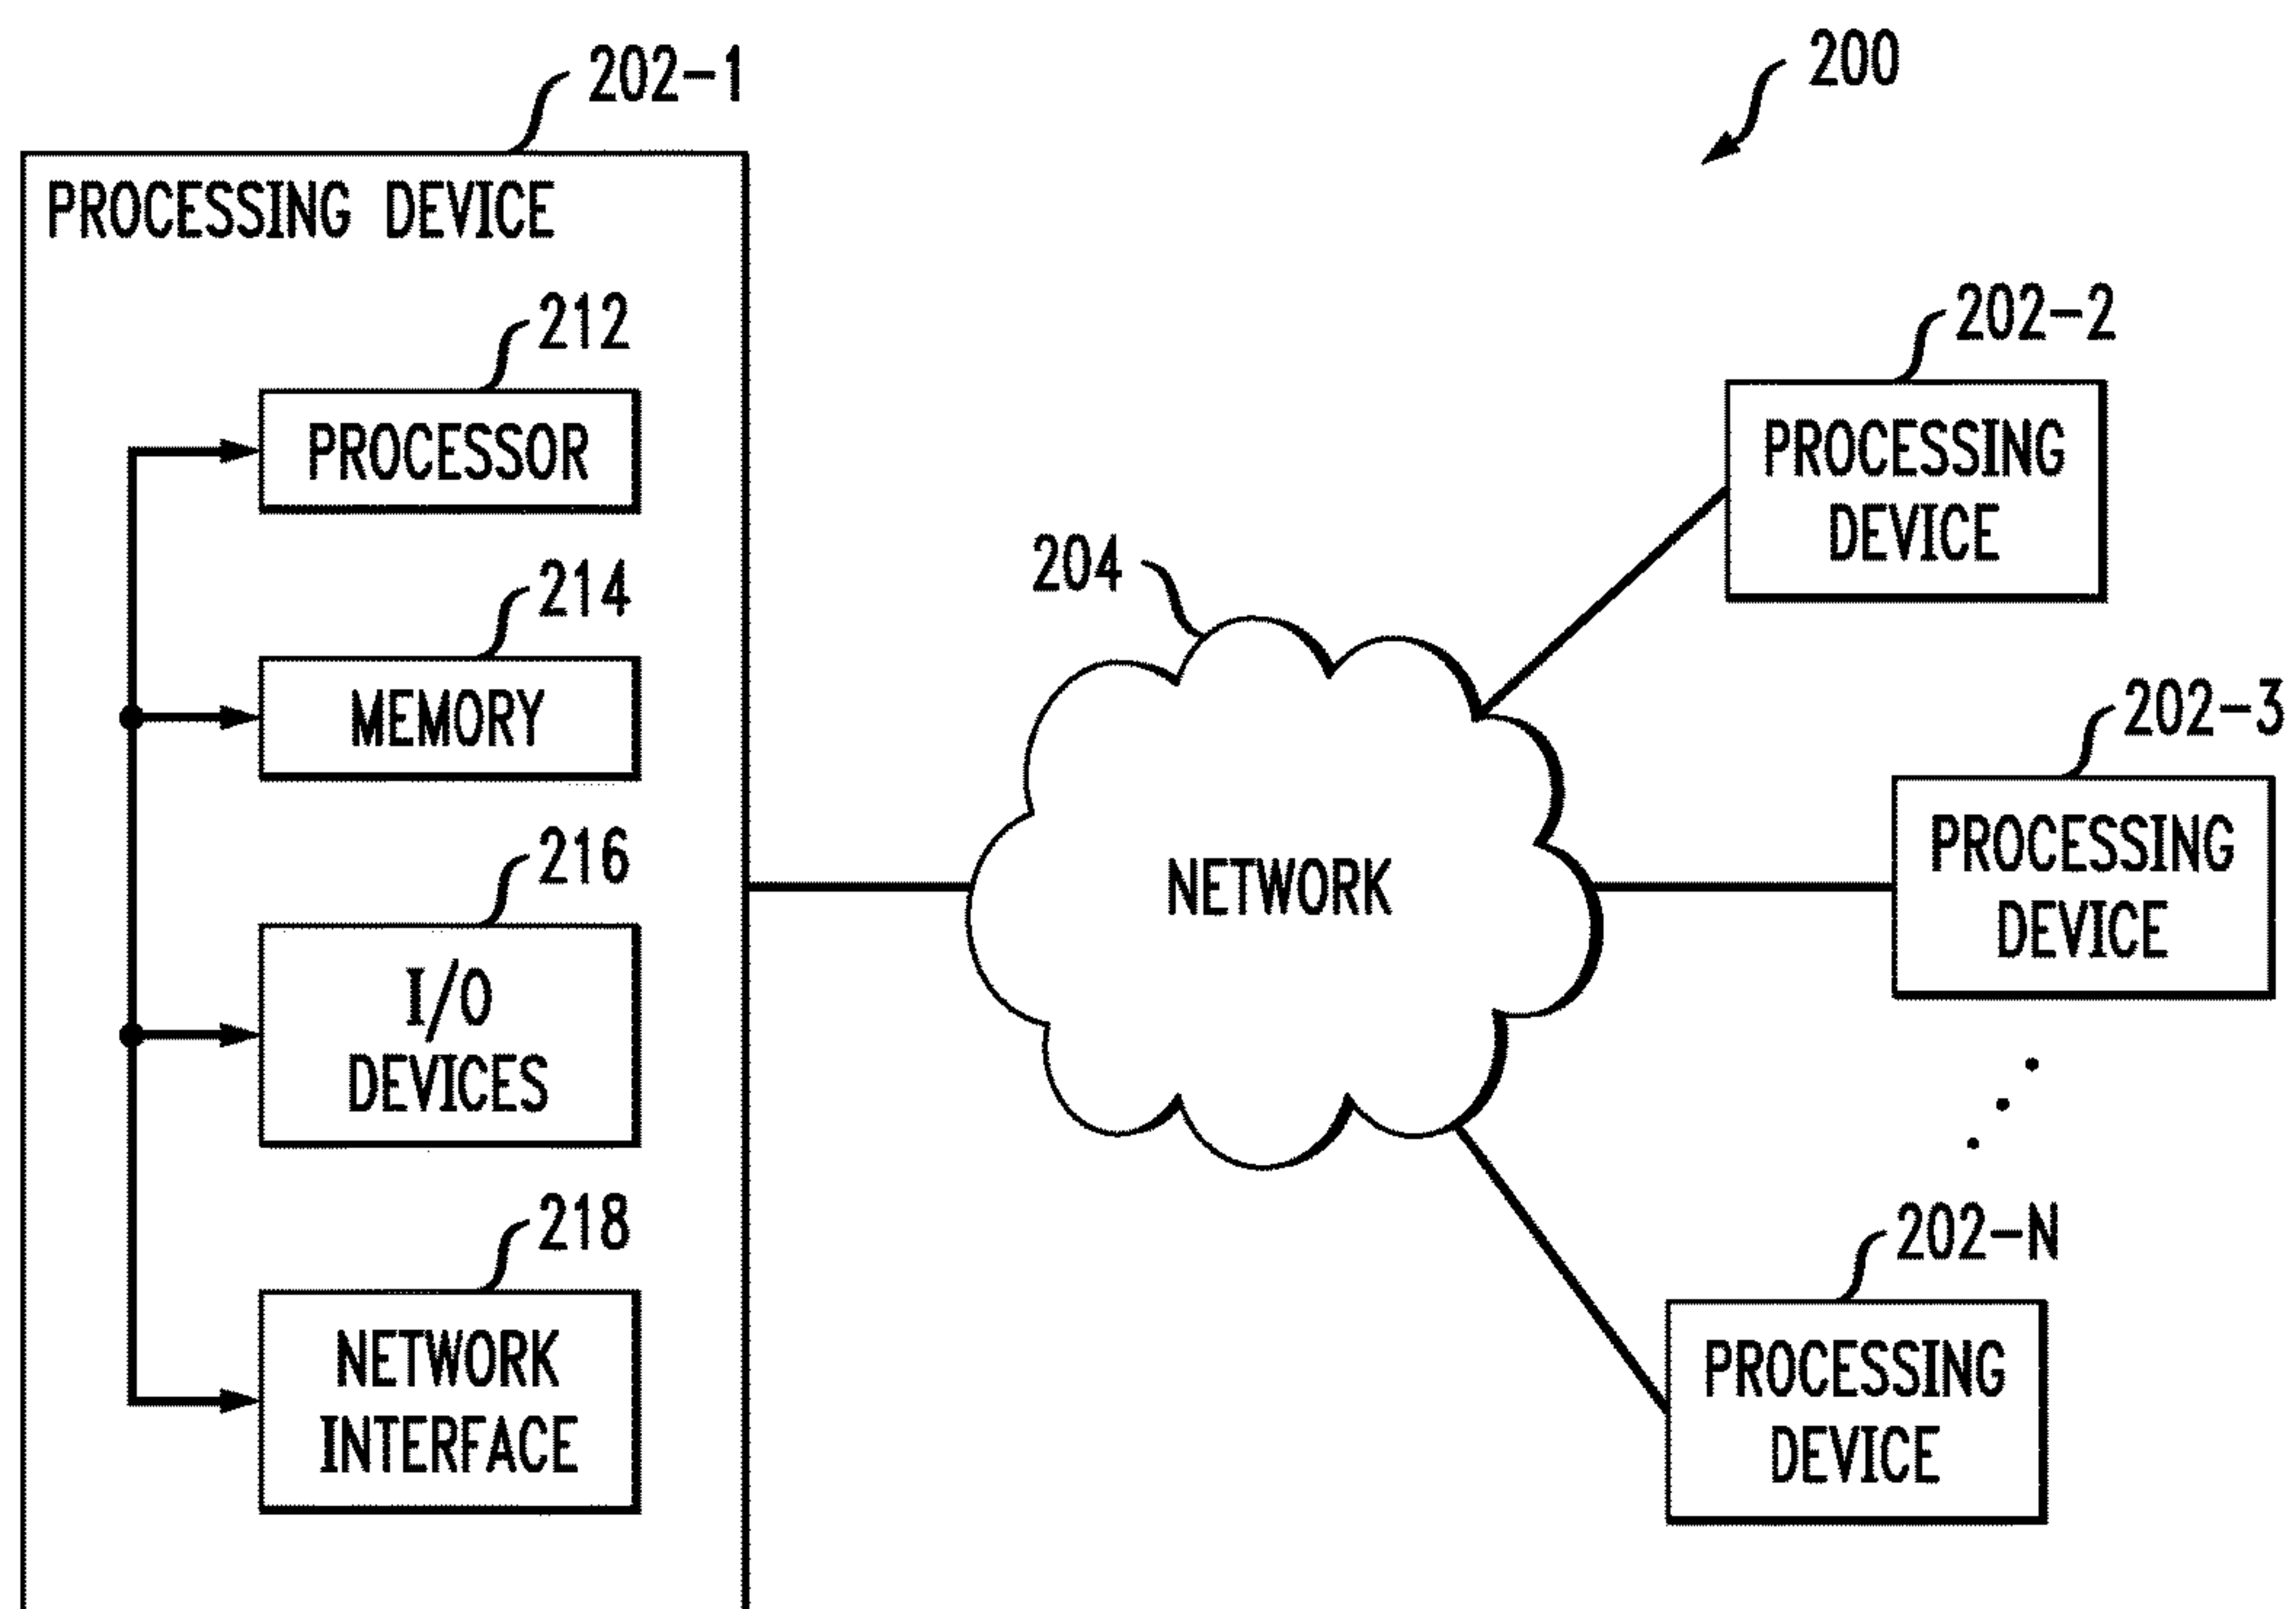 202-1
200
PROCESSING DEVICE
212
PROCESSOR
214
MEMORY
216
I/O
DEVICES
218
NETWORK
INTERFACE
204
NETWORK
202-2
PROCESSING
DEVICE
202-3
PROCESSING
DEVICE
202-N
PROCESSING
DEVICE